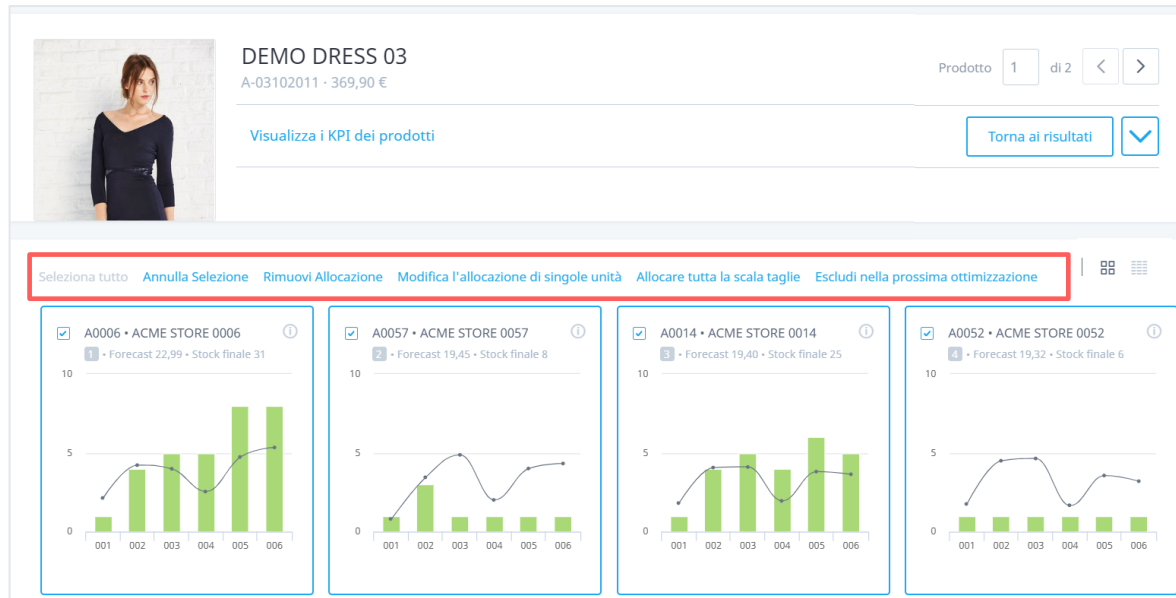 DEMO DRESS 03
A-03102011 · 369,90 €
Prodotto 1 di 2
Visualizza i KPI dei prodotti
Torna ai risultati
Seleziona tutto Annulla Selezione Rimuovi Allocazione Modifica l'allocazione di singole unità Allocare tutta la scala taglie Escludi nella prossima ottimizzazione
A0006 • ACME STORE 0006
1 • Forecast 22,99 • Stock finale 31
10
5
0
001 002 003 004 005 006
A0057 • ACME STORE 0057
2 • Forecast 19,45 • Stock finale 8
10
5
0
001 002 003 004 005 006
A0014 • ACME STORE 0014
3 • Forecast 19,40 • Stock finale 25
10
5
0
001 002 003 004 005 006
A0052 • ACME STORE 0052
4 • Forecast 19,32 • Stock finale 6
10
5
0
001 002 003 004 005 006